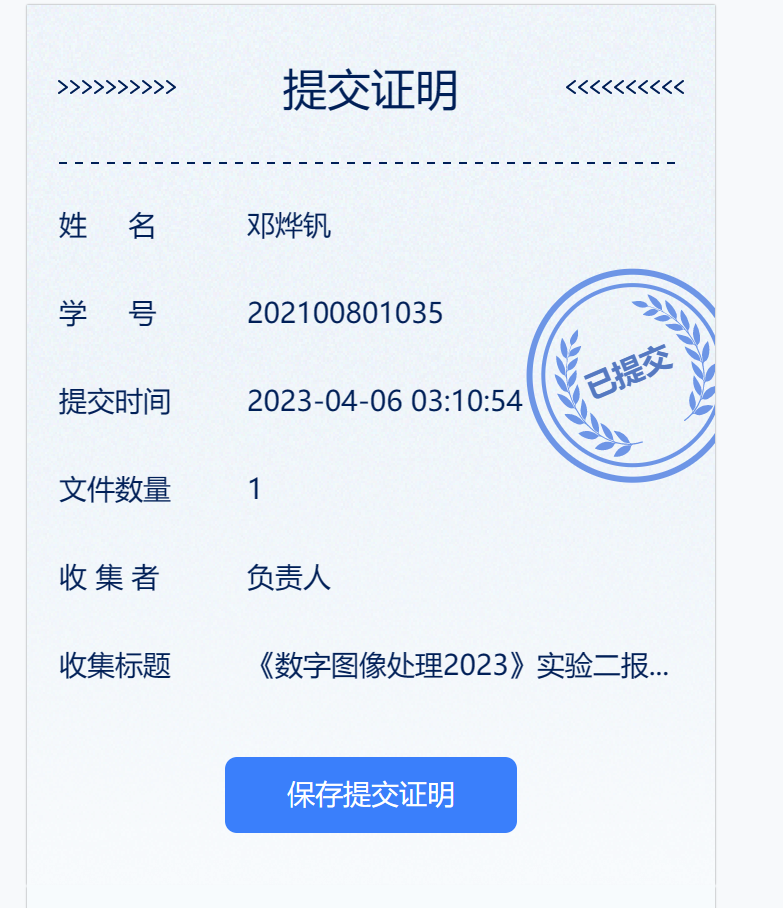 >>>>>>>>>> 提交证明 <<<<<<<<<<
姓 名 邓烨钒
学 号 202100801035
已提交
提交时间 2023-04-06 03:10:54
文件数量 1
收 集 者 负责人
收集标题 《数字图像处理2023》实验二报...
保存提交证明